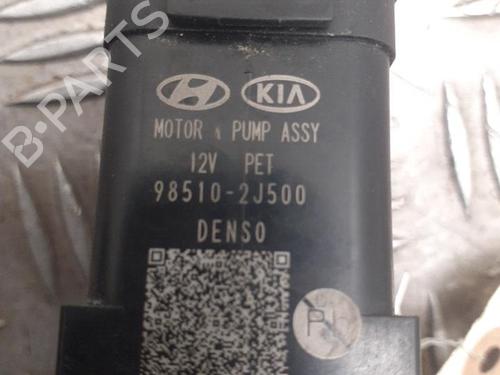 KIA
MOTOR & PUMP ASSY
12V PET
98510-2J500
DENSO
B-PARTS